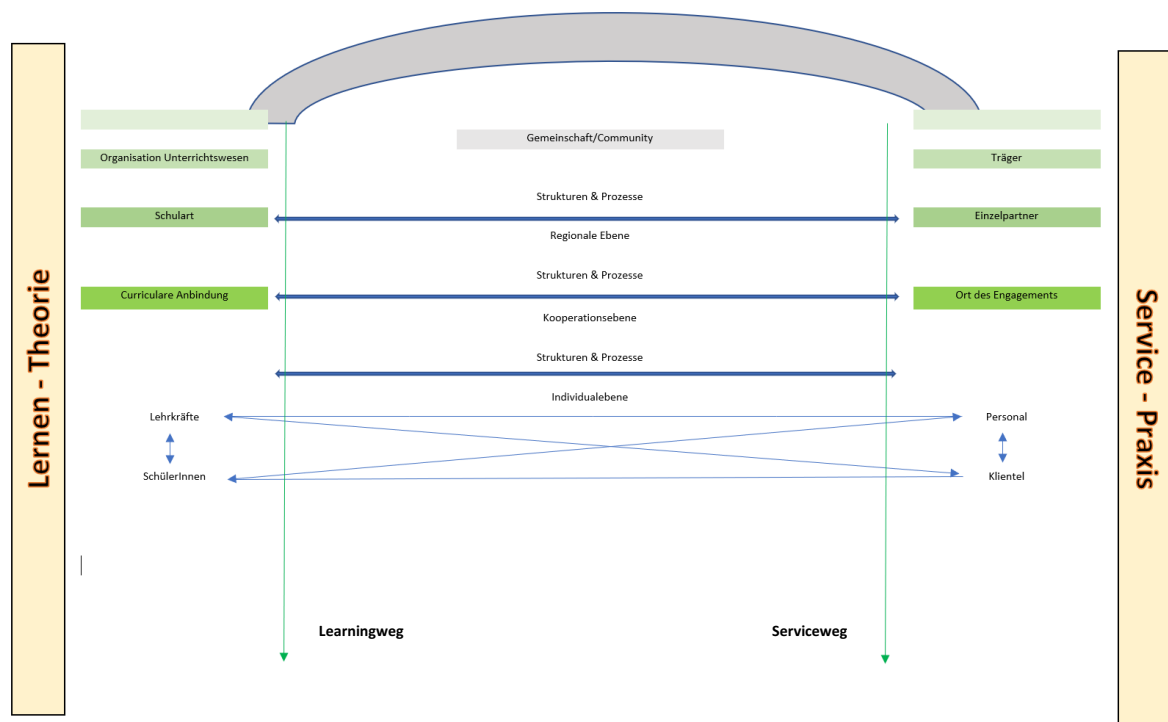 Lernen - Theorie
Gemeinschaft/Community
Organisation Unterrichtswesen
Träger
Strukturen & Prozesse
Schulart
Einzelpartner
Regionale Ebene
Strukturen & Prozesse
Curriculare Anbindung
Ort des Engagements
Kooperationsebene
Strukturen & Prozesse
Individualebene
Lehrkräfte
Personal
SchülerInnen
Klientel
Learningweg
Serviceweg
Service - Praxis